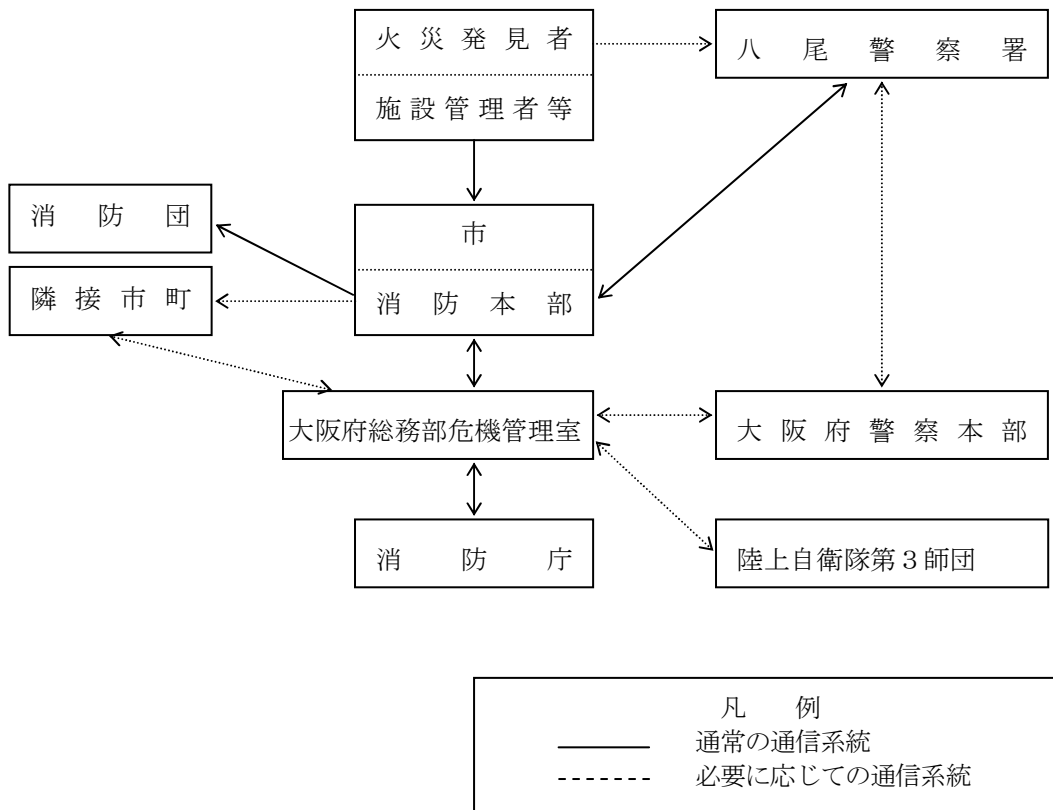 火災発見者
施設管理者等
八尾警察署
消防団
市
消防本部
隣接市町
大阪府総務部危機管理室
大阪府警察本部
消防庁
陸上自衛隊第３師団
凡例
通常の通信系統
必要に応じての通信系統